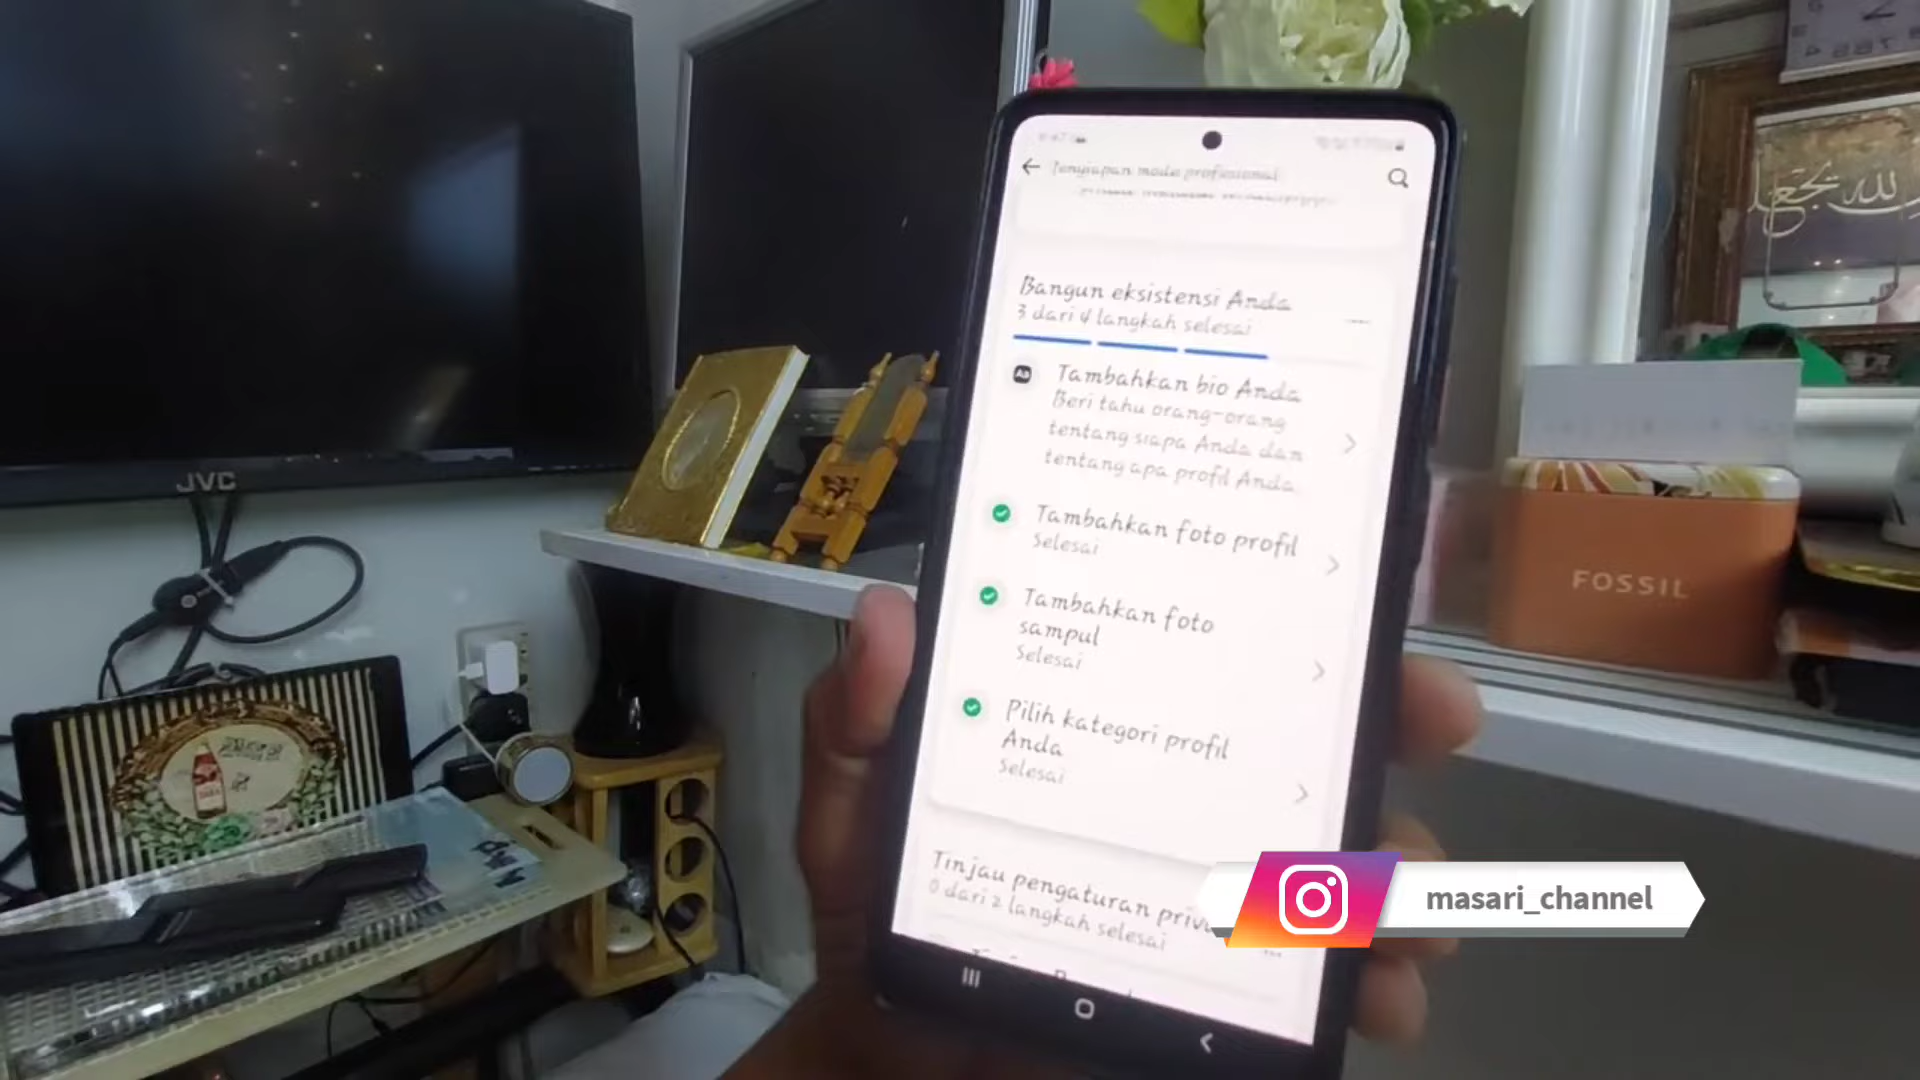 JVC
mode profesional
Bangun eksistensi Anda
3 dari 4 langkah selesai
Tambahkan bio Anda
Beri tahu orang-orang
tentang siapa Anda dan
tentang apa profil Anda
Tambahkan foto profil
Selesai
Tambahkan foto
sampul
Selesai
Pilih kategori profil
Anda
Selesai
Tinjau pengaturan
0 dari 2 langkah selesai
FOSSIL
masari_channel